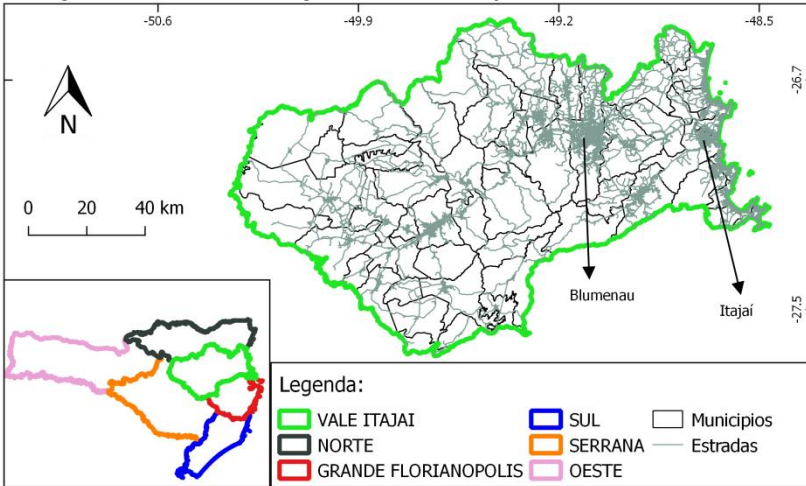 -50.6 -49.9 -49.2 -48.5
-26.7
N
0 20 40 km
Blumenau
Itajaí
-27.5
Legenda:
VALE ITAJAI SUL Municipios
NORTE SERRANA Estradas
GRANDE FLORIANOPOLIS OESTE